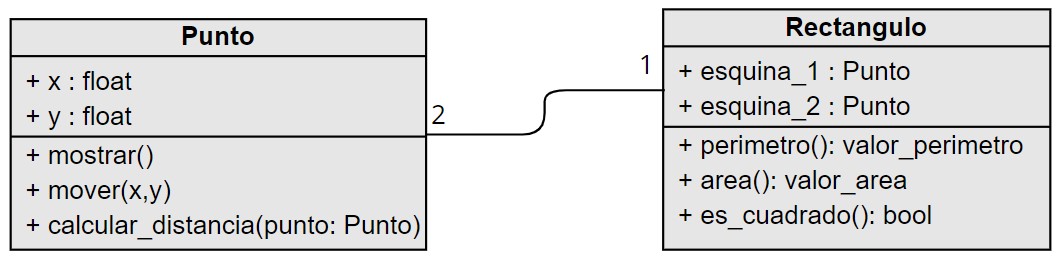 Punto
+ x : float
+ y : float
+ mostrar()
+ mover(x,y)
+ calcular_distancia(punto: Punto)
2
1
Rectangulo
+ esquina_1 : Punto
+ esquina_2 : Punto
+ perimetro(): valor_perimetro
+ area(): valor_area
+ es_cuadrado(): bool